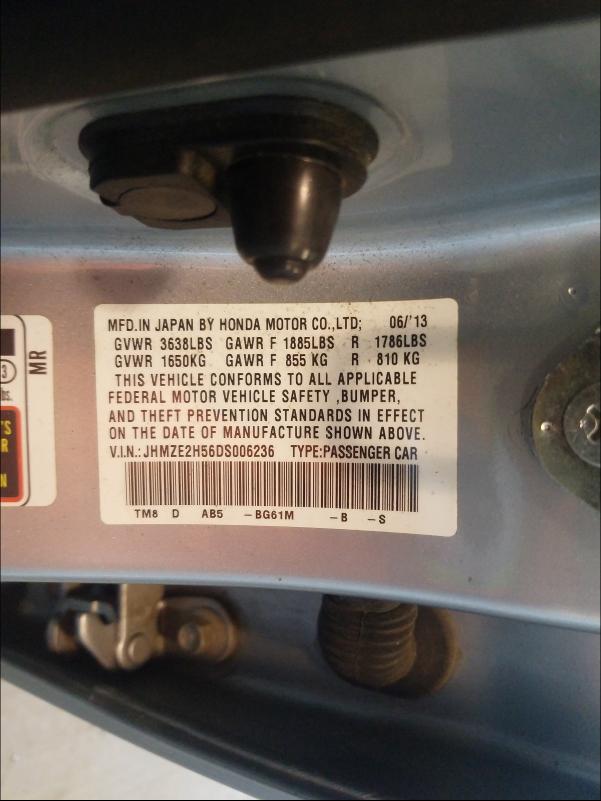 MFD.IN JAPAN BY HONDA MOTOR CO.,LTD; 06/'13
GVWR 3638LBS GAWR F 1885LBS R 1786LBS
GVWR 1650KG GAWR F 855 KG R 810 KG
THIS VEHICLE CONFORMS TO ALL APPLICABLE
FEDERAL MOTOR VEHICLE SAFETY ,BUMPER,
AND THEFT PREVENTION STANDARDS IN EFFECT
ON THE DATE OF MANUFACTURE SHOWN ABOVE.
V.I.N.:JHMZE2H56DS006236 TYPE:PASSENGER CAR
TM8 D AB5 -BG61M -B -S
MR
3
lbs.
'S
R
N